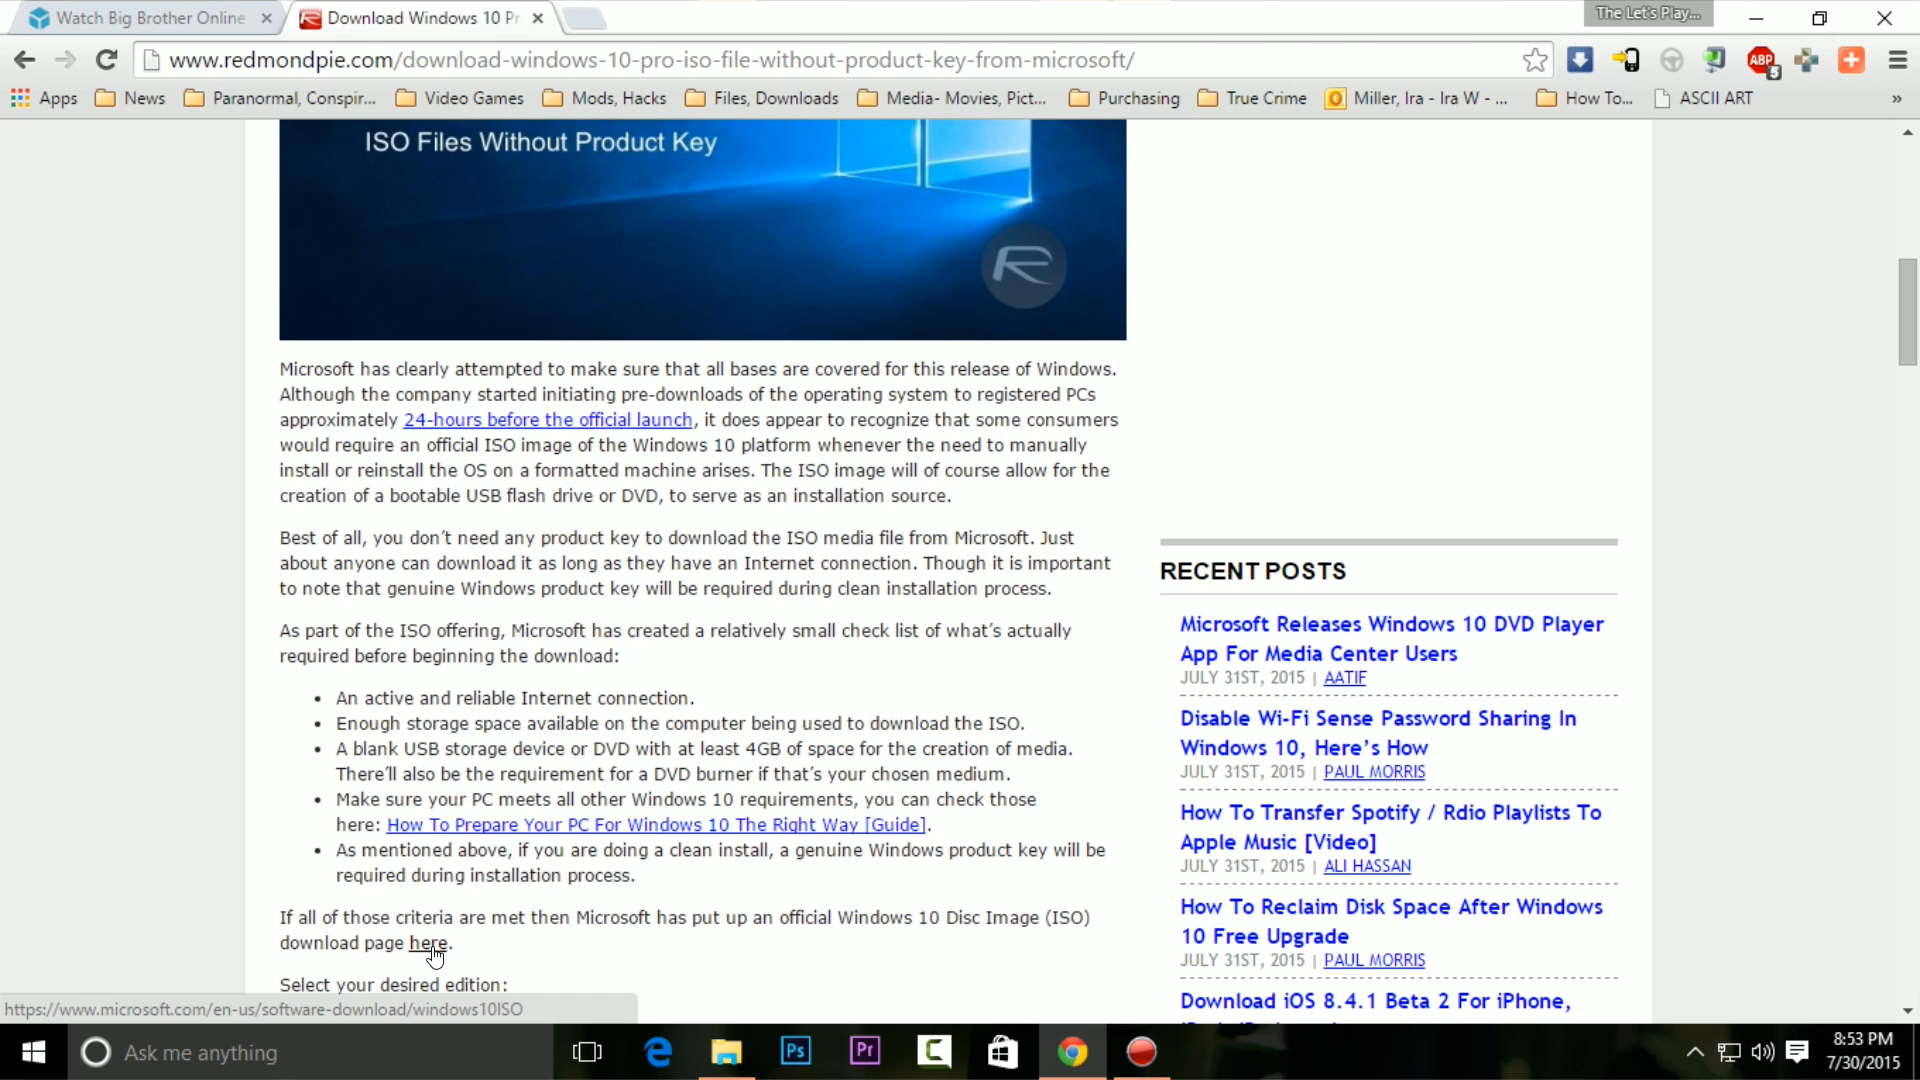 Watch Big Brother Online
Download Windows 10 Pr
The Let's Play...
www.redmondpie.com/download-windows-10-pro-iso-file-without-product-key-from-microsoft/
ABP
5
Apps
News
Paranormal, Conspir...
Video Games
Mods, Hacks
Files, Downloads
Media- Movies, Pict...
Purchasing
True Crime
Miller, Ira - Ira W - ...
How To...
ASCII ART
»
ISO Files Without Product Key
Microsoft has clearly attempted to make sure that all bases are covered for this release of Windows.
Although the company started initiating pre-downloads of the operating system to registered PCs
approximately 24-hours before the official launch, it does appear to recognize that some consumers
would require an official ISO image of the Windows 10 platform whenever the need to manually
install or reinstall the OS on a formatted machine arises. The ISO image will of course allow for the
creation of a bootable USB flash drive or DVD, to serve as an installation source.
Best of all, you don't need any product key to download the ISO media file from Microsoft. Just
about anyone can download it as long as they have an Internet connection. Though it is important
to note that genuine Windows product key will be required during clean installation process.
As part of the ISO offering, Microsoft has created a relatively small check list of what's actually
required before beginning the download:
• An active and reliable Internet connection.
• Enough storage space available on the computer being used to download the ISO.
• A blank USB storage device or DVD with at least 4GB of space for the creation of media.
There'll also be the requirement for a DVD burner if that's your chosen medium.
• Make sure your PC meets all other Windows 10 requirements, you can check those
here: How To Prepare Your PC For Windows 10 The Right Way [Guide].
• As mentioned above, if you are doing a clean install, a genuine Windows product key will be
required during installation process.
If all of those criteria are met then Microsoft has put up an official Windows 10 Disc Image (ISO)
download page here.
Select your desired edition:
RECENT POSTS
Microsoft Releases Windows 10 DVD Player
App For Media Center Users
JULY 31ST, 2015 | AATIF
Disable Wi-Fi Sense Password Sharing In
Windows 10, Here's How
JULY 31ST, 2015 | PAUL MORRIS
How To Transfer Spotify / Rdio Playlists To
Apple Music [Video]
JULY 31ST, 2015 | ALI HASSAN
How To Reclaim Disk Space After Windows
10 Free Upgrade
JULY 31ST, 2015 | PAUL MORRIS
Download iOS 8.4.1 Beta 2 For iPhone,
https://www.microsoft.com/en-us/software-download/windows10ISO
Ask me anything
Ps
Pr
8:53 PM
7/30/2015